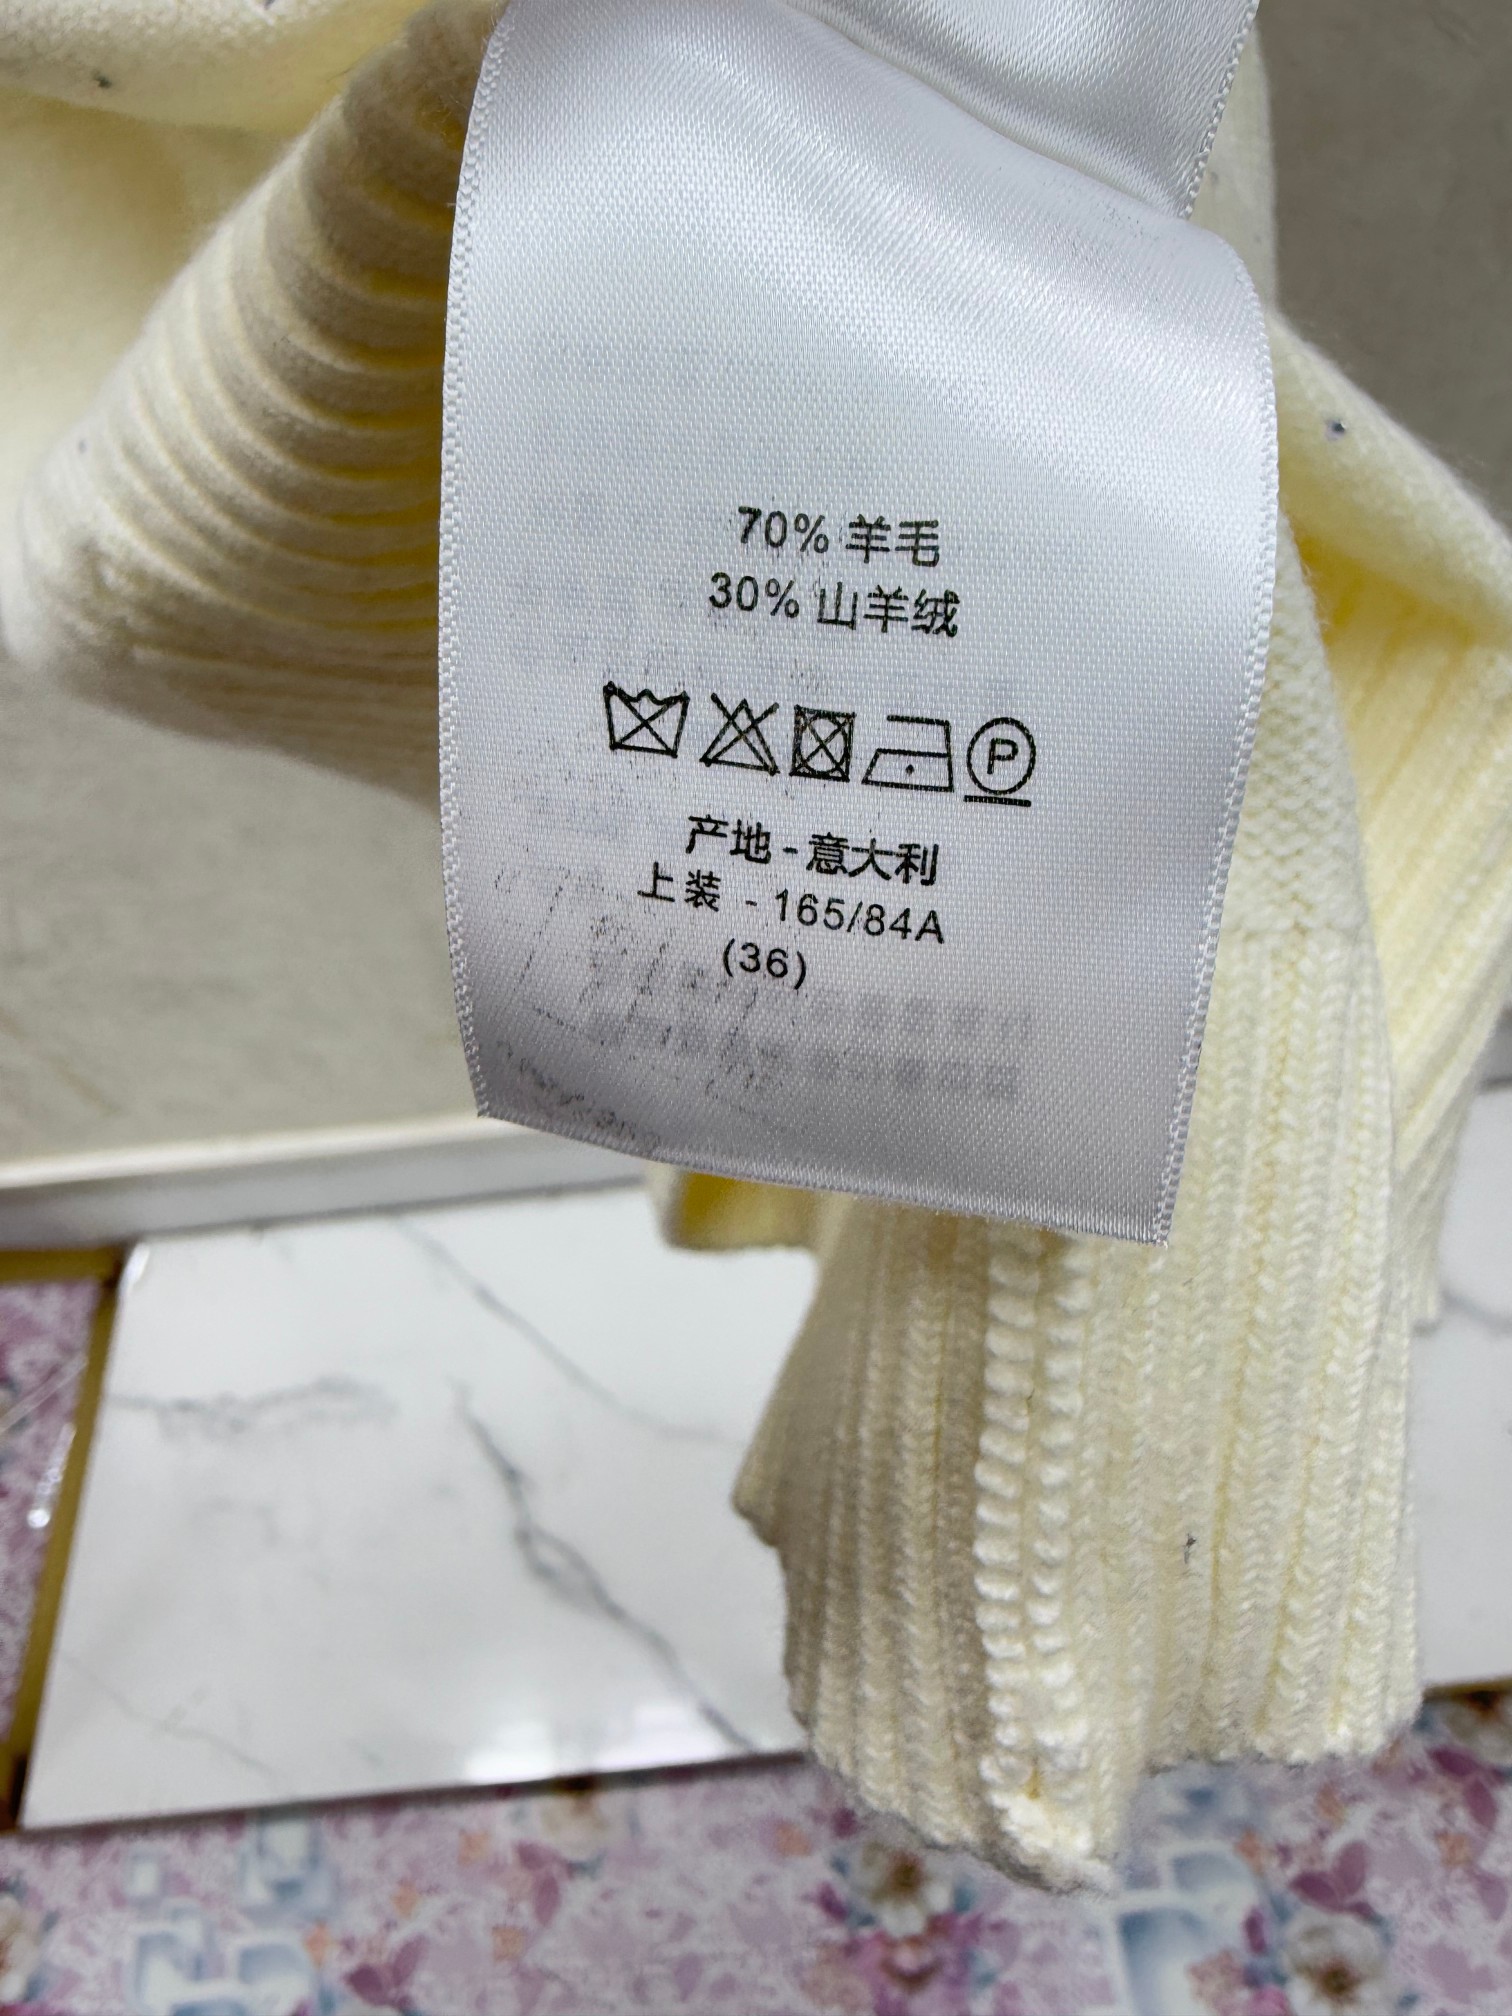 70% 羊毛
30% 山羊绒
P
产地 - 意大利
上装 - 165/84A
(36)